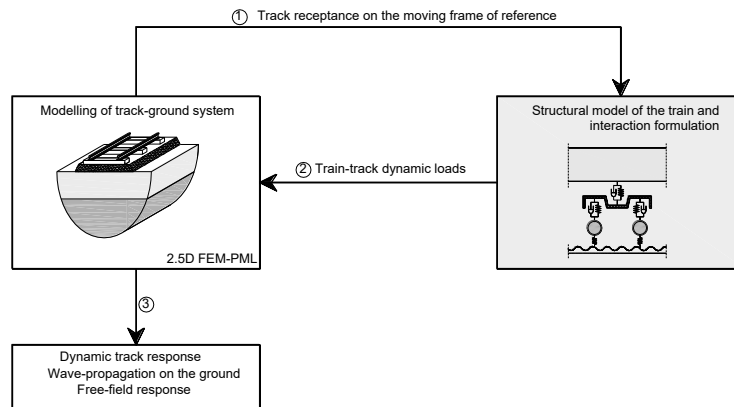 ① Track receptance on the moving frame of reference
Modelling of track-ground system
2.5D FEM-PML
Structural model of the train and
interaction formulation
② Train-track dynamic loads
③
Dynamic track response
Wave-propagation on the ground
Free-field response